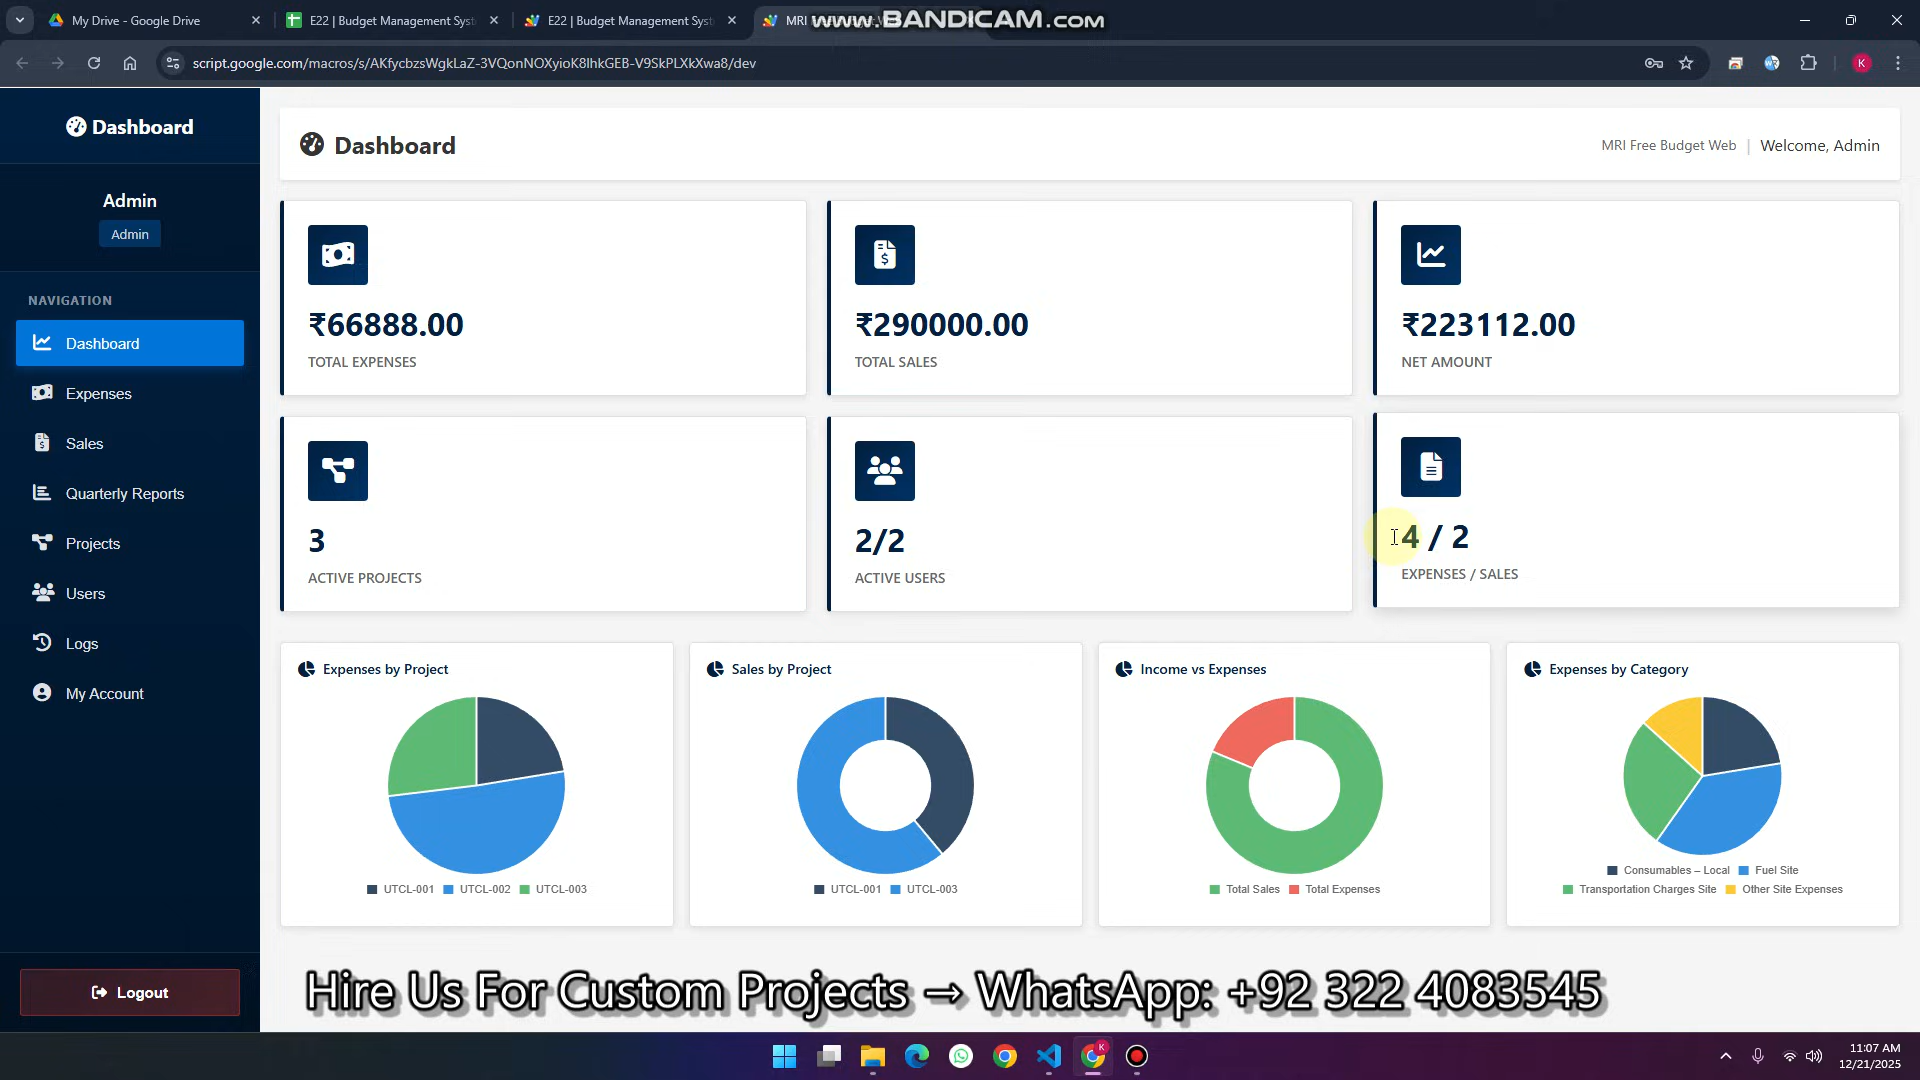 My Drive - Google Drive
E22 | Budget Management Syst
E22 | Budget Management Syst
MRI Free Budget Web
www.BANDICAM.com
script.google.com/macros/s/AKfycbzsWgkLaZ-3VQonNOXyioK8lhkGEB-V9SkPLXkXwa8/dev
K
Dashboard
Admin
Admin
NAVIGATION
Dashboard
Expenses
Sales
Quarterly Reports
Projects
Users
Logs
My Account
Logout
Dashboard
MRI Free Budget Web | Welcome, Admin
₹66888.00
TOTAL EXPENSES
₹290000.00
TOTAL SALES
₹223112.00
NET AMOUNT
3
ACTIVE PROJECTS
2/2
ACTIVE USERS
4 / 2
EXPENSES / SALES
Expenses by Project
UTCL-001 UTCL-002 UTCL-003
Sales by Project
UTCL-001 UTCL-003
Income vs Expenses
Total Sales Total Expenses
Expenses by Category
Consumables – Local Fuel Site
Transportation Charges Site Other Site Expenses
Hire Us For Custom Projects → WhatsApp: +92 322 4083545
K
11:07 AM
12/21/2025